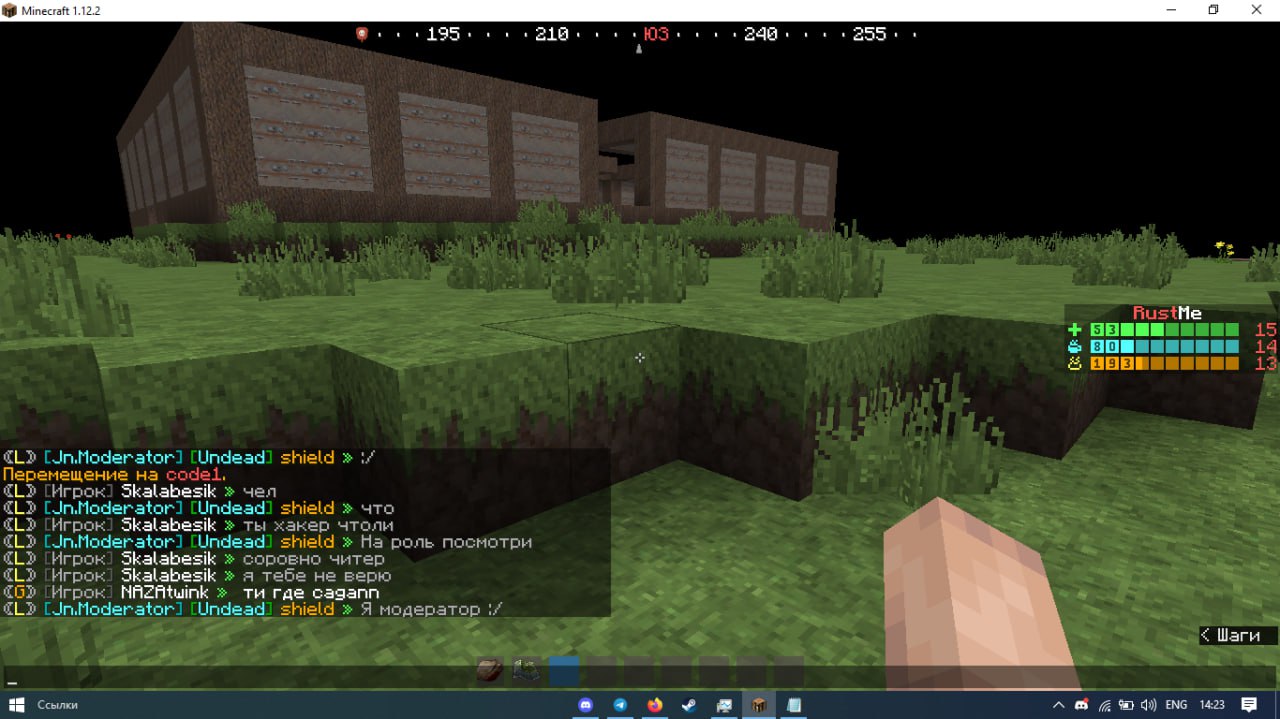 Minecraft 1.12.2
195 210 ЮЗ 240 255
RustMe
53 15
80 14
193 13
(L) [Jn.Moderator] [Undead] shield » :/
Перемещение на code1.
(L) [Игрок] Skalabesik » чел
(L) [Jn.Moderator] [Undead] shield » что
(L) [Игрок] Skalabesik » ты хакер чтоли
(L) [Jn.Moderator] [Undead] shield » На роль посмотри
(L) [Игрок] Skalabesik » соровно читер
(L) [Игрок] Skalabesik » я тебе не верю
(G) [Игрок] NAZAtwink » ти где сagann
(L) [Jn.Moderator] [Undead] shield » Я модератор :/
< Шаги
_
Ссылки ENG 14:23